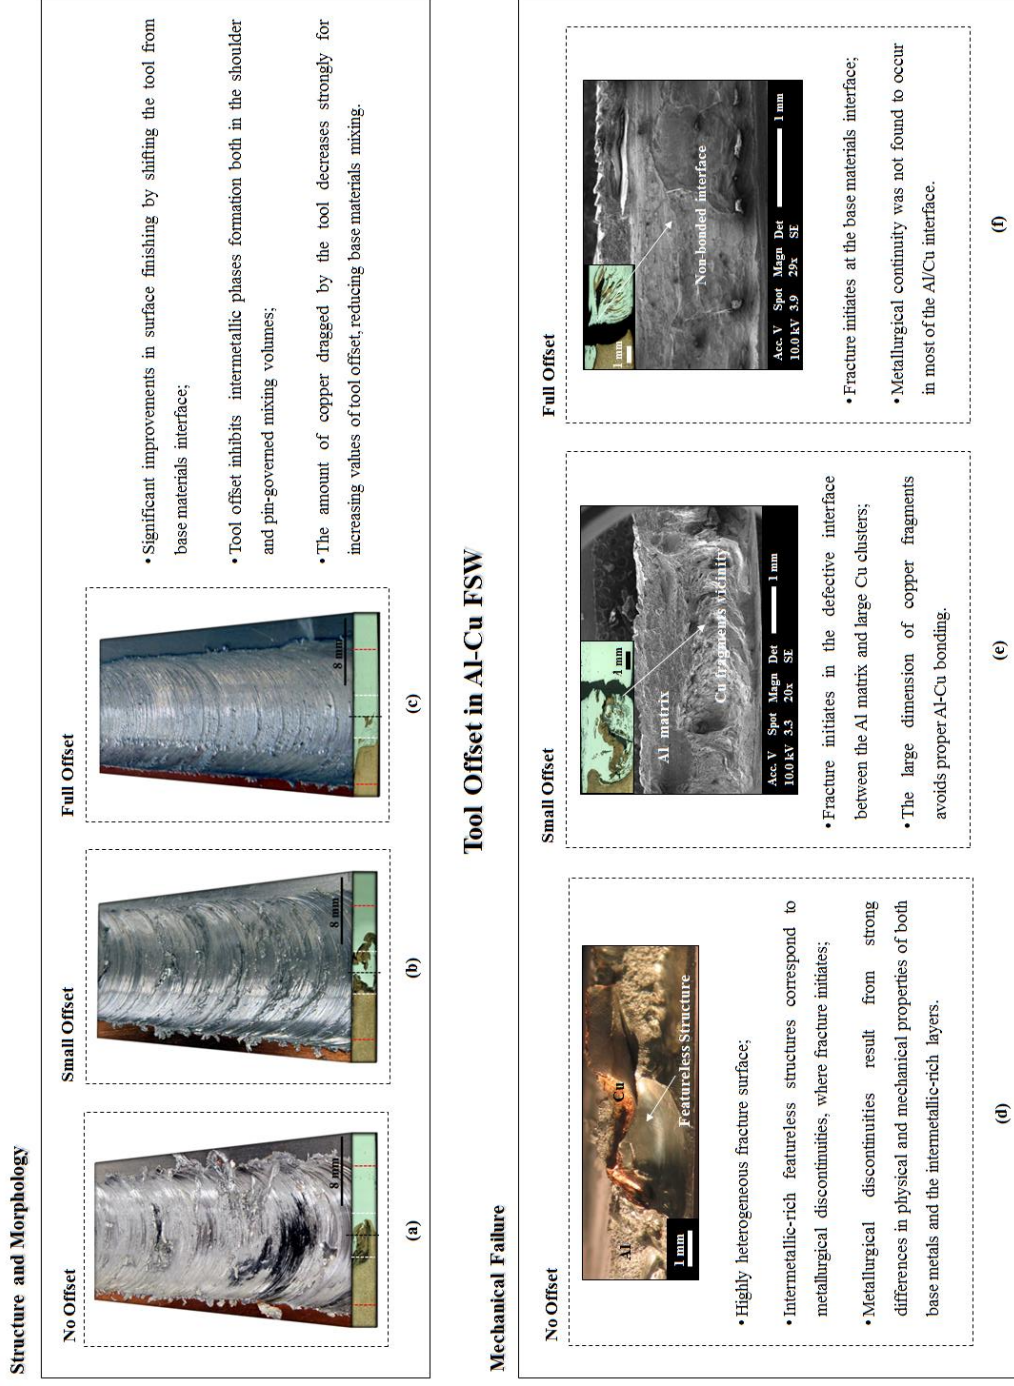 Structure and Morphology
No Offset
8 mm
(a)
Small Offset
8 mm
(b)
Full Offset
8 mm
(c)
• Significant improvements in surface finishing by shifting the tool from
base materials interface;
• Tool offset inhibits intermetallic phases formation both in the shoulder
and pin-governed mixing volumes;
• The amount of copper dragged by the tool decreases strongly for
increasing values of tool offset, reducing base materials mixing.
Tool Offset in Al-Cu FSW
Mechanical Failure
No Offset
Al
Cu
Featureless Structure
1 mm
• Highly heterogeneous fracture surface;
• Intermetallic-rich featureless structures correspond to
metallurgical discontinuities, where fracture initiates;
• Metallurgical discontinuities result from strong
differences in physical and mechanical properties of both
base metals and the intermetallic-rich layers.
(d)
Small Offset
1 mm
Al matrix
Cu fragments vicinity
Acc. V Spot Magn Det
10.0 kV 3.3 20x SE
1 mm
• Fracture initiates in the defective interface
between the Al matrix and large Cu clusters;
• The large dimension of copper fragments
avoids proper Al-Cu bonding.
(e)
Full Offset
1 mm
Non-bonded interface
Acc. V Spot Magn Det
10.0 kV 3.9 29x SE
1 mm
• Fracture initiates at the base materials interface;
• Metallurgical continuity was not found to occur
in most of the Al/Cu interface.
(f)